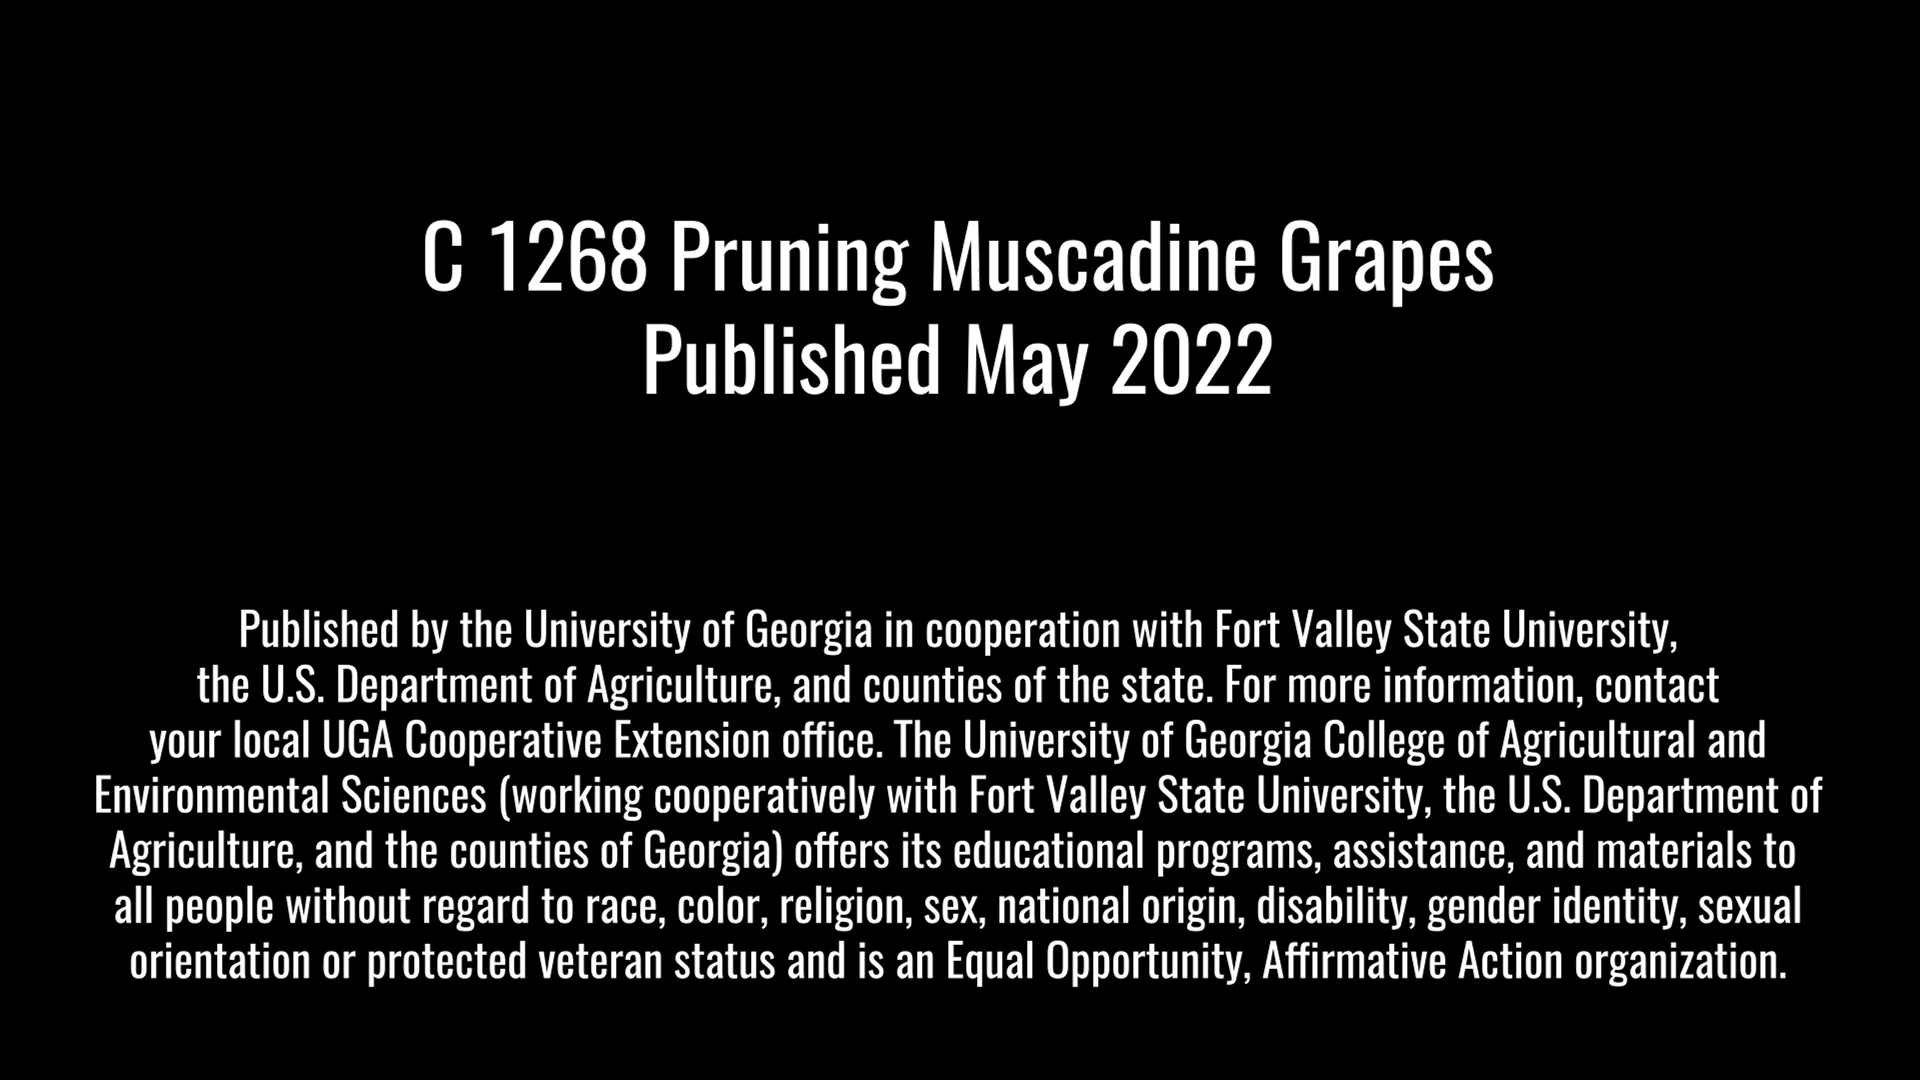 C 1268 Pruning Muscadine Grapes
Published May 2022
Published by the University of Georgia in cooperation with Fort Valley State University,
the U.S. Department of Agriculture, and counties of the state. For more information, contact
your local UGA Cooperative Extension office. The University of Georgia College of Agricultural and
Environmental Sciences (working cooperatively with Fort Valley State University, the U.S. Department of
Agriculture, and the counties of Georgia) offers its educational programs, assistance, and materials to
all people without regard to race, color, religion, sex, national origin, disability, gender identity, sexual
orientation or protected veteran status and is an Equal Opportunity, Affirmative Action organization.